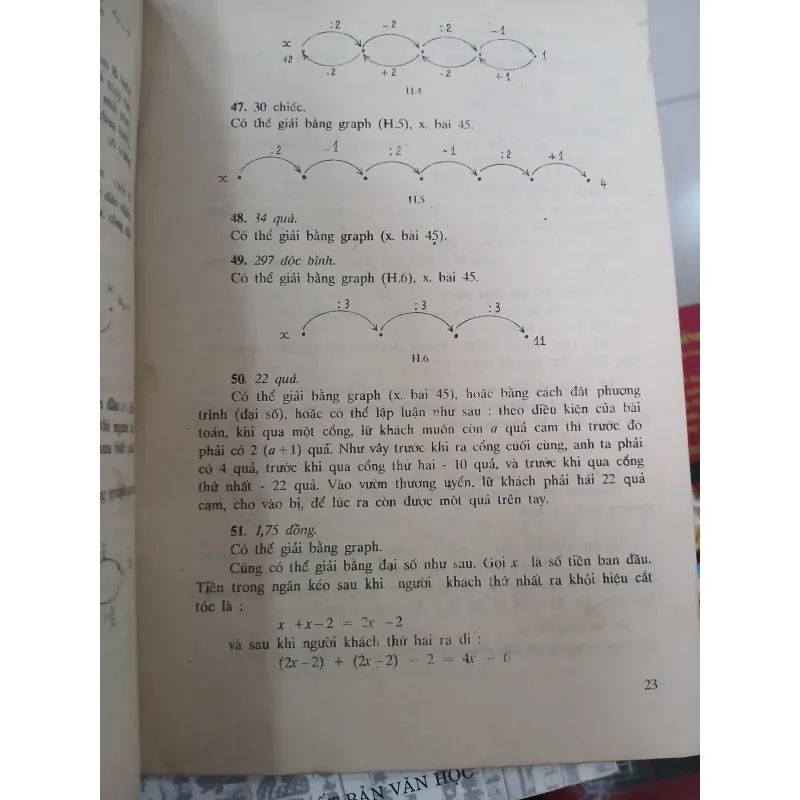 :2 -2 :2 -1
x
12 1
·2 +2 ·2 +1
H.4
47. 30 chiếc.
Có thể giải bằng graph (H.5), x. bài 45.
:2 -1 :2 -1 :2 +1
x 4
H.5
48. 34 quả.
Có thể giải bằng graph (x. bài 45).
49. 297 độc bình.
Có thể giải bằng graph (H.6), x. bài 45.
:3 :3 :3
x 11
H.6
50. 22 quả.
Có thể giải bằng graph (x. bài 45), hoặc bằng cách đặt phương
trình (đại số), hoặc có thể lập luận như sau : theo điều kiện của bài
toán, khi qua một cổng, lữ khách muốn còn a quả cam thì trước đó
phải có 2 (a+1) quả. Như vậy trước khi ra cổng cuối cùng, anh ta phải
có 4 quả, trước khi qua cổng thứ hai - 10 quả, và trước khi qua cổng
thứ nhất - 22 quả. Vào vườn thượng uyển, lữ khách phải hái 22 quả
cam, cho vào bị, để lúc ra còn được một quả trên tay.
51. 1,75 đồng.
Có thể giải bằng graph.
Cũng có thể giải bằng đại số như sau. Gọi x là số tiền ban đầu.
Tiền trong ngăn kéo sau khi người khách thứ nhất ra khỏi hiệu cắt
tóc là :
x +x-2 = 2x -2
và sau khi người khách thứ hai ra đi :
(2x-2) + (2x-2) - 2 = 4x - 6
23
BẢN VĂN HỌC